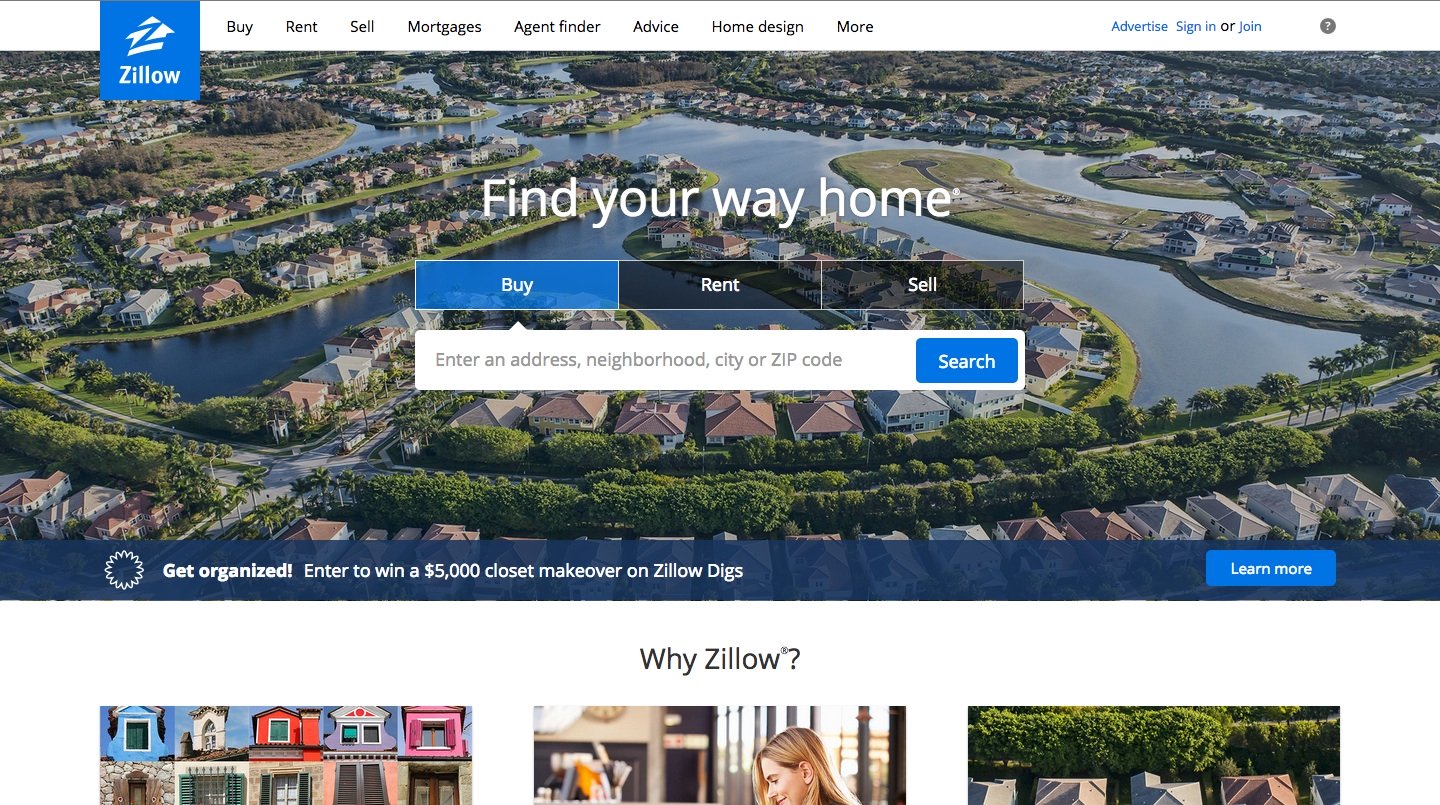 Zillow
Buy Rent Sell Mortgages Agent finder Advice Home design More
Advertise Sign in or Join ?
Find your way home®
Buy Rent Sell
Enter an address, neighborhood, city or ZIP code Search
Get organized! Enter to win a $5,000 closet makeover on Zillow Digs Learn more
Why Zillow®?